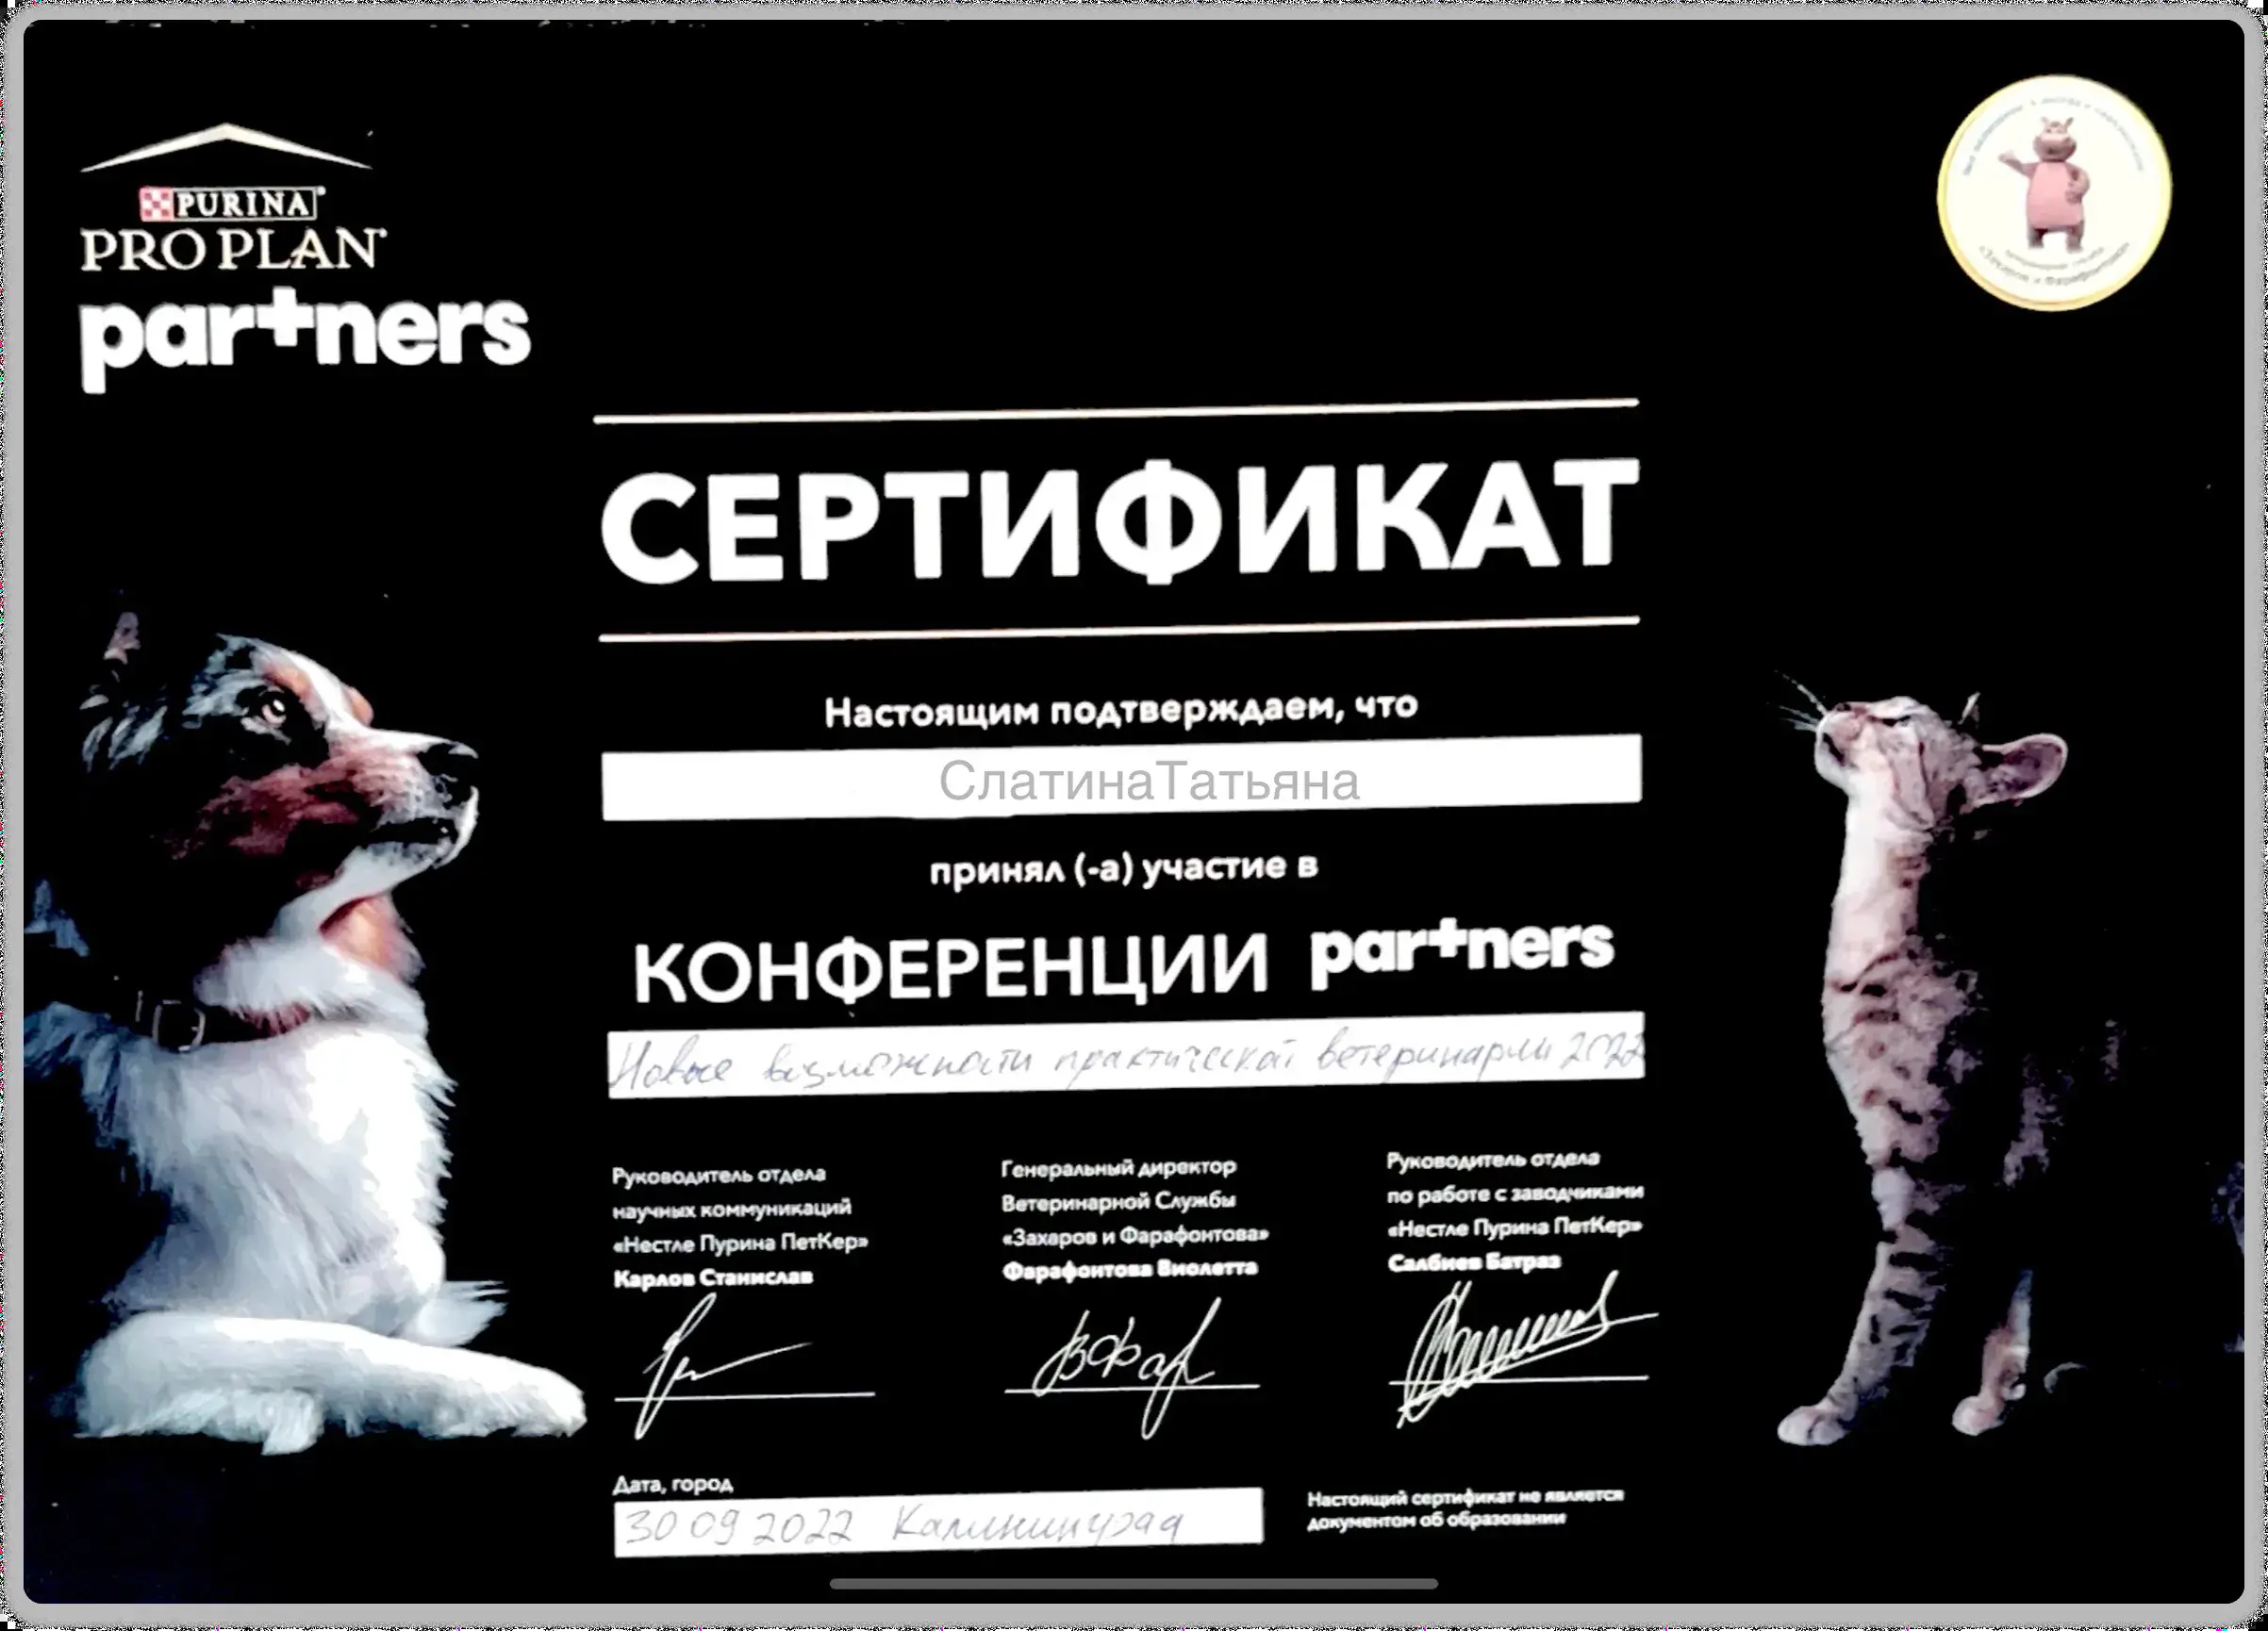 PURINA
PRO PLAN
partners
СЕРТИФИКАТ
Настоящим подтверждаем, что
СлатинаТатьяна
принял (-а) участие в
КОНФЕРЕНЦИИ partners
Новые возможности практической ветеринарии 2022
Руководитель отдела
научных коммуникаций
«Нестле Пурина ПетКер»
Карлов Станислав
Генеральный директор
Ветеринарной Службы
«Захаров и Фарафонтова»
Фарафонтова Виолетта
Руководитель отдела
по работе с заводчиками
«Нестле Пурина ПетКер»
Салбиев Батраз
Дата, город
30 09 2022 Калининград
Настоящий сертификат не является
документом об образовании